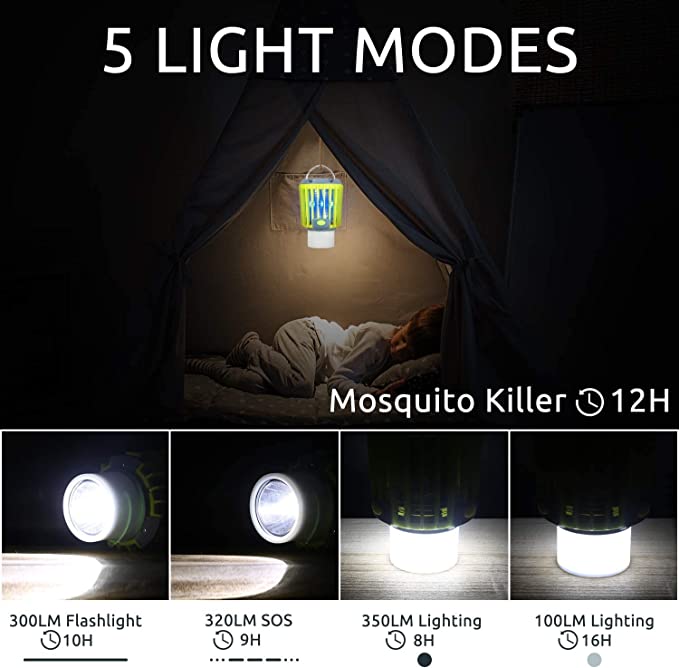 5 LIGHT MODES
Mosquito Killer 12H
300LM Flashlight
10H
320LM SOS
9H
350LM Lighting
8H
100LM Lighting
16H